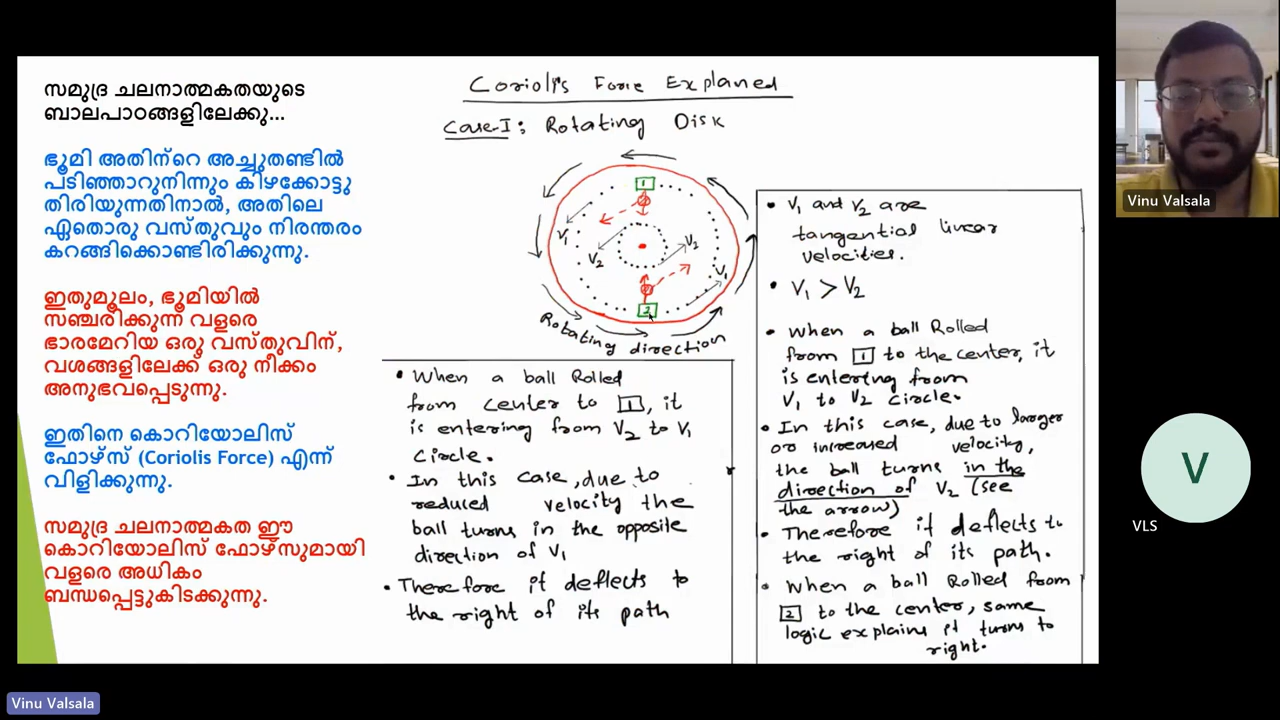 സമുദ്ര ചലനാത്മകതയുടെ
ബാലപാഠങ്ങളിലേക്കു...
ഭൂമി അതിന്റെ അച്ചുതണ്ടിൽ
പടിഞ്ഞാറുനിന്നും കിഴക്കോട്ടു
തിരിയുന്നതിനാൽ, അതിലെ
ഏതൊരു വസ്തുവും നിരന്തരം
കറങ്ങിക്കൊണ്ടിരിക്കുന്നു.
ഇതുമൂലം, ഭൂമിയിൽ
സഞ്ചരിക്കുന്ന വളരെ
ഭാരമേറിയ ഒരു വസ്തുവിന്,
വശങ്ങളിലേക്ക് ഒരു നീക്കം
അനുഭവപ്പെടുന്നു.
ഇതിനെ കൊറിയോലിസ്
ഫോഴ്സ് (Coriolis Force) എന്ന്
വിളിക്കുന്നു.
സമുദ്ര ചലനാത്മകത ഈ
കൊറിയോലിസ് ഫോഴ്സുമായി
വളരെ അധികം
ബന്ധപ്പെട്ടുകിടക്കുന്നു.
Coriolis Force Explaned
Case-I: Rotating Disk
1
V1
V2
V2
V1
2
Rotating direction
• When a ball Rolled
from center to 1, it
is entering from V2 to V1
circle.
• In this case, due to
reduced velocity the
ball turns in the opposite
direction of V1
• Therefore it deflects to
the right of its path
• V1 and V2 are
tangential linear
velocities.
• V1 > V2
• When a ball Rolled
from 1 to the center, it
is entering from
V1 to V2 circle.
• In this case, due to larger
or increased velocity,
the ball turns in the
direction of V2 (see
the arrow)
• Therefore it deflects to
the right of its path.
• When a ball Rolled from
2 to the center, same
logic explains it turns to
right.
Vinu Valsala
V
VLS
Vinu Valsala